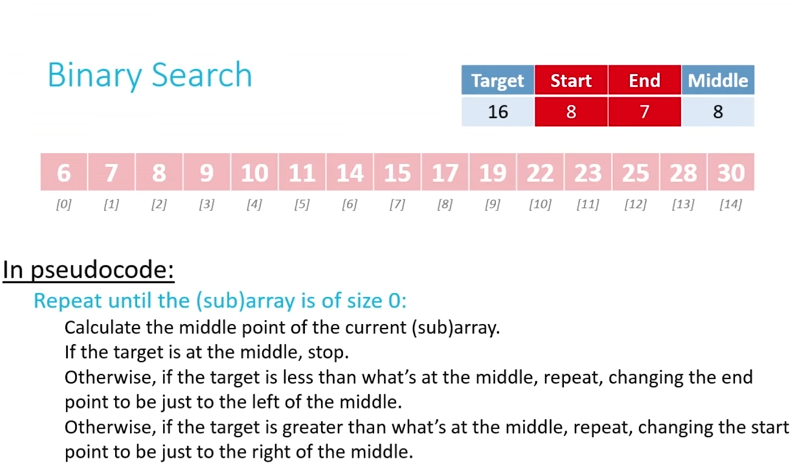 Binary Search
Target Start End Middle
16 8 7 8
6 7 8 9 10 11 14 15 17 19 22 23 25 28 30
[0] [1] [2] [3] [4] [5] [6] [7] [8] [9] [10] [11] [12] [13] [14]
In pseudocode:
Repeat until the (sub)array is of size 0:
Calculate the middle point of the current (sub)array.
If the target is at the middle, stop.
Otherwise, if the target is less than what's at the middle, repeat, changing the end
point to be just to the left of the middle.
Otherwise, if the target is greater than what's at the middle, repeat, changing the start
point to be just to the right of the middle.